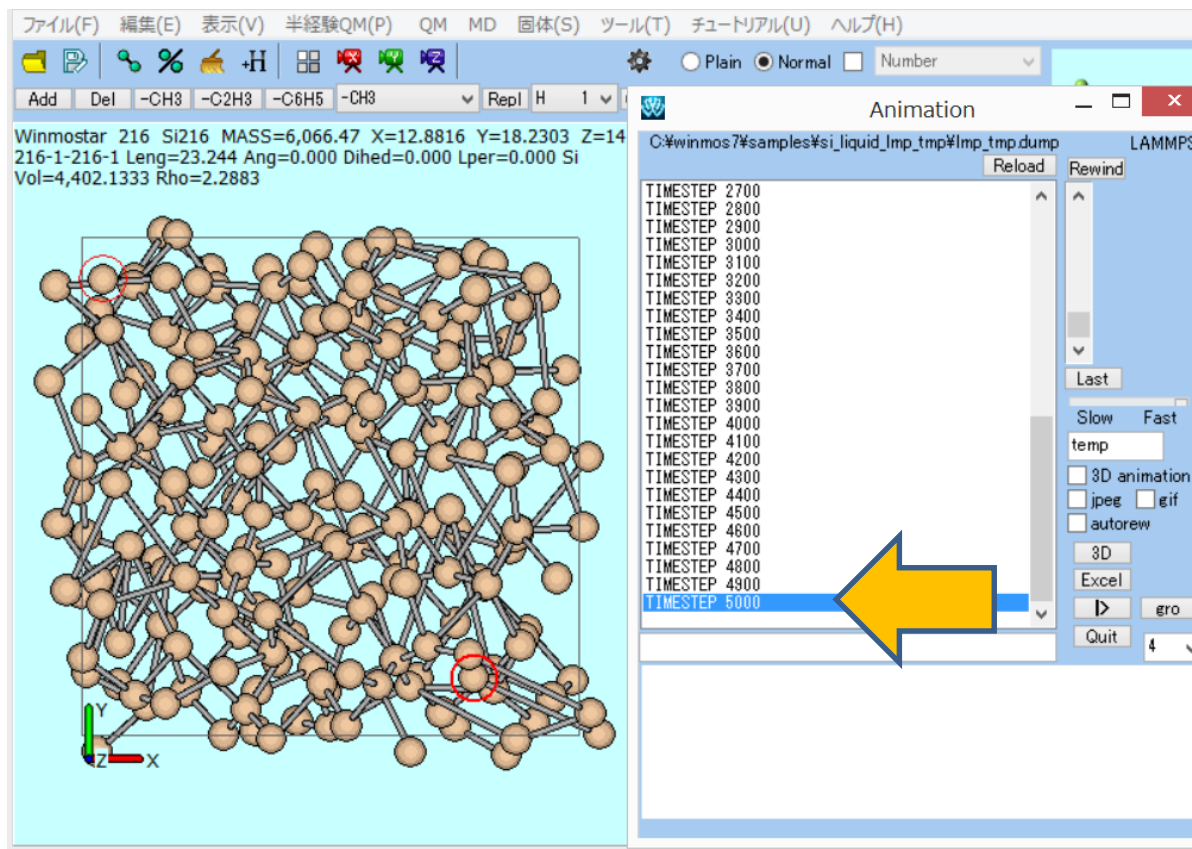 ファイル(F) 編集(E) 表示(V) 半経験QM(P) QM MD 固体(S) ツール(T) チュートリアル(U) ヘルプ(H)
+H X Y Z Plain Normal Number
Add Del -CH3 -C2H3 -C6H5 -CH3 Repl H 1
Winmostar 216 Si216 MASS=6,066.47 X=12.8816 Y=18.2303 Z=14
216-1-216-1 Leng=23.244 Ang=0.000 Dihed=0.000 Lper=0.000 Si
Vol=4,402.1333 Rho=2.2883
Y
Z X
Animation
C:¥winmos7¥samples¥si_liquid_lmp_tmp¥lmp_tmp.dump LAMMPS
Reload Rewind
TIMESTEP 2700
TIMESTEP 2800
TIMESTEP 2900
TIMESTEP 3000
TIMESTEP 3100
TIMESTEP 3200
TIMESTEP 3300
TIMESTEP 3400
TIMESTEP 3500
TIMESTEP 3600
TIMESTEP 3700
TIMESTEP 3800
TIMESTEP 3900
TIMESTEP 4000
TIMESTEP 4100
TIMESTEP 4200
TIMESTEP 4300
TIMESTEP 4400
TIMESTEP 4500
TIMESTEP 4600
TIMESTEP 4700
TIMESTEP 4800
TIMESTEP 4900
TIMESTEP 5000
Last
Slow Fast
temp
3D animation
jpeg gif
autorew
3D
Excel
|> gro
Quit 4